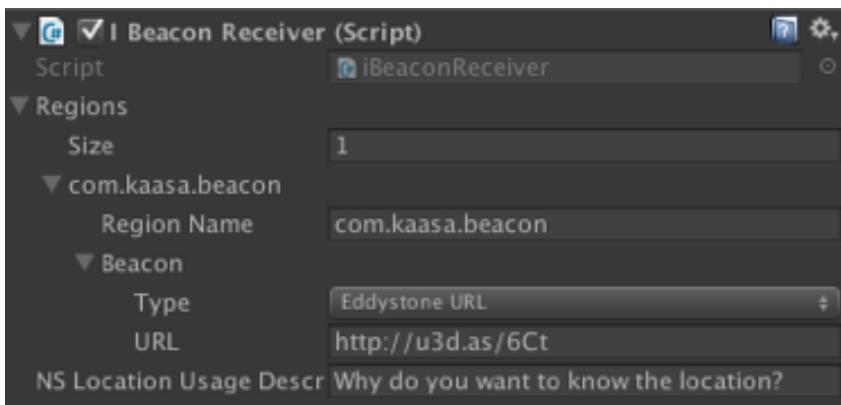 I Beacon Receiver (Script)
Script iBeaconReceiver
Regions
Size 1
com.kaasa.beacon
Region Name com.kaasa.beacon
Beacon
Type Eddystone URL
URL http://u3d.as/6Ct
NS Location Usage Descr Why do you want to know the location?